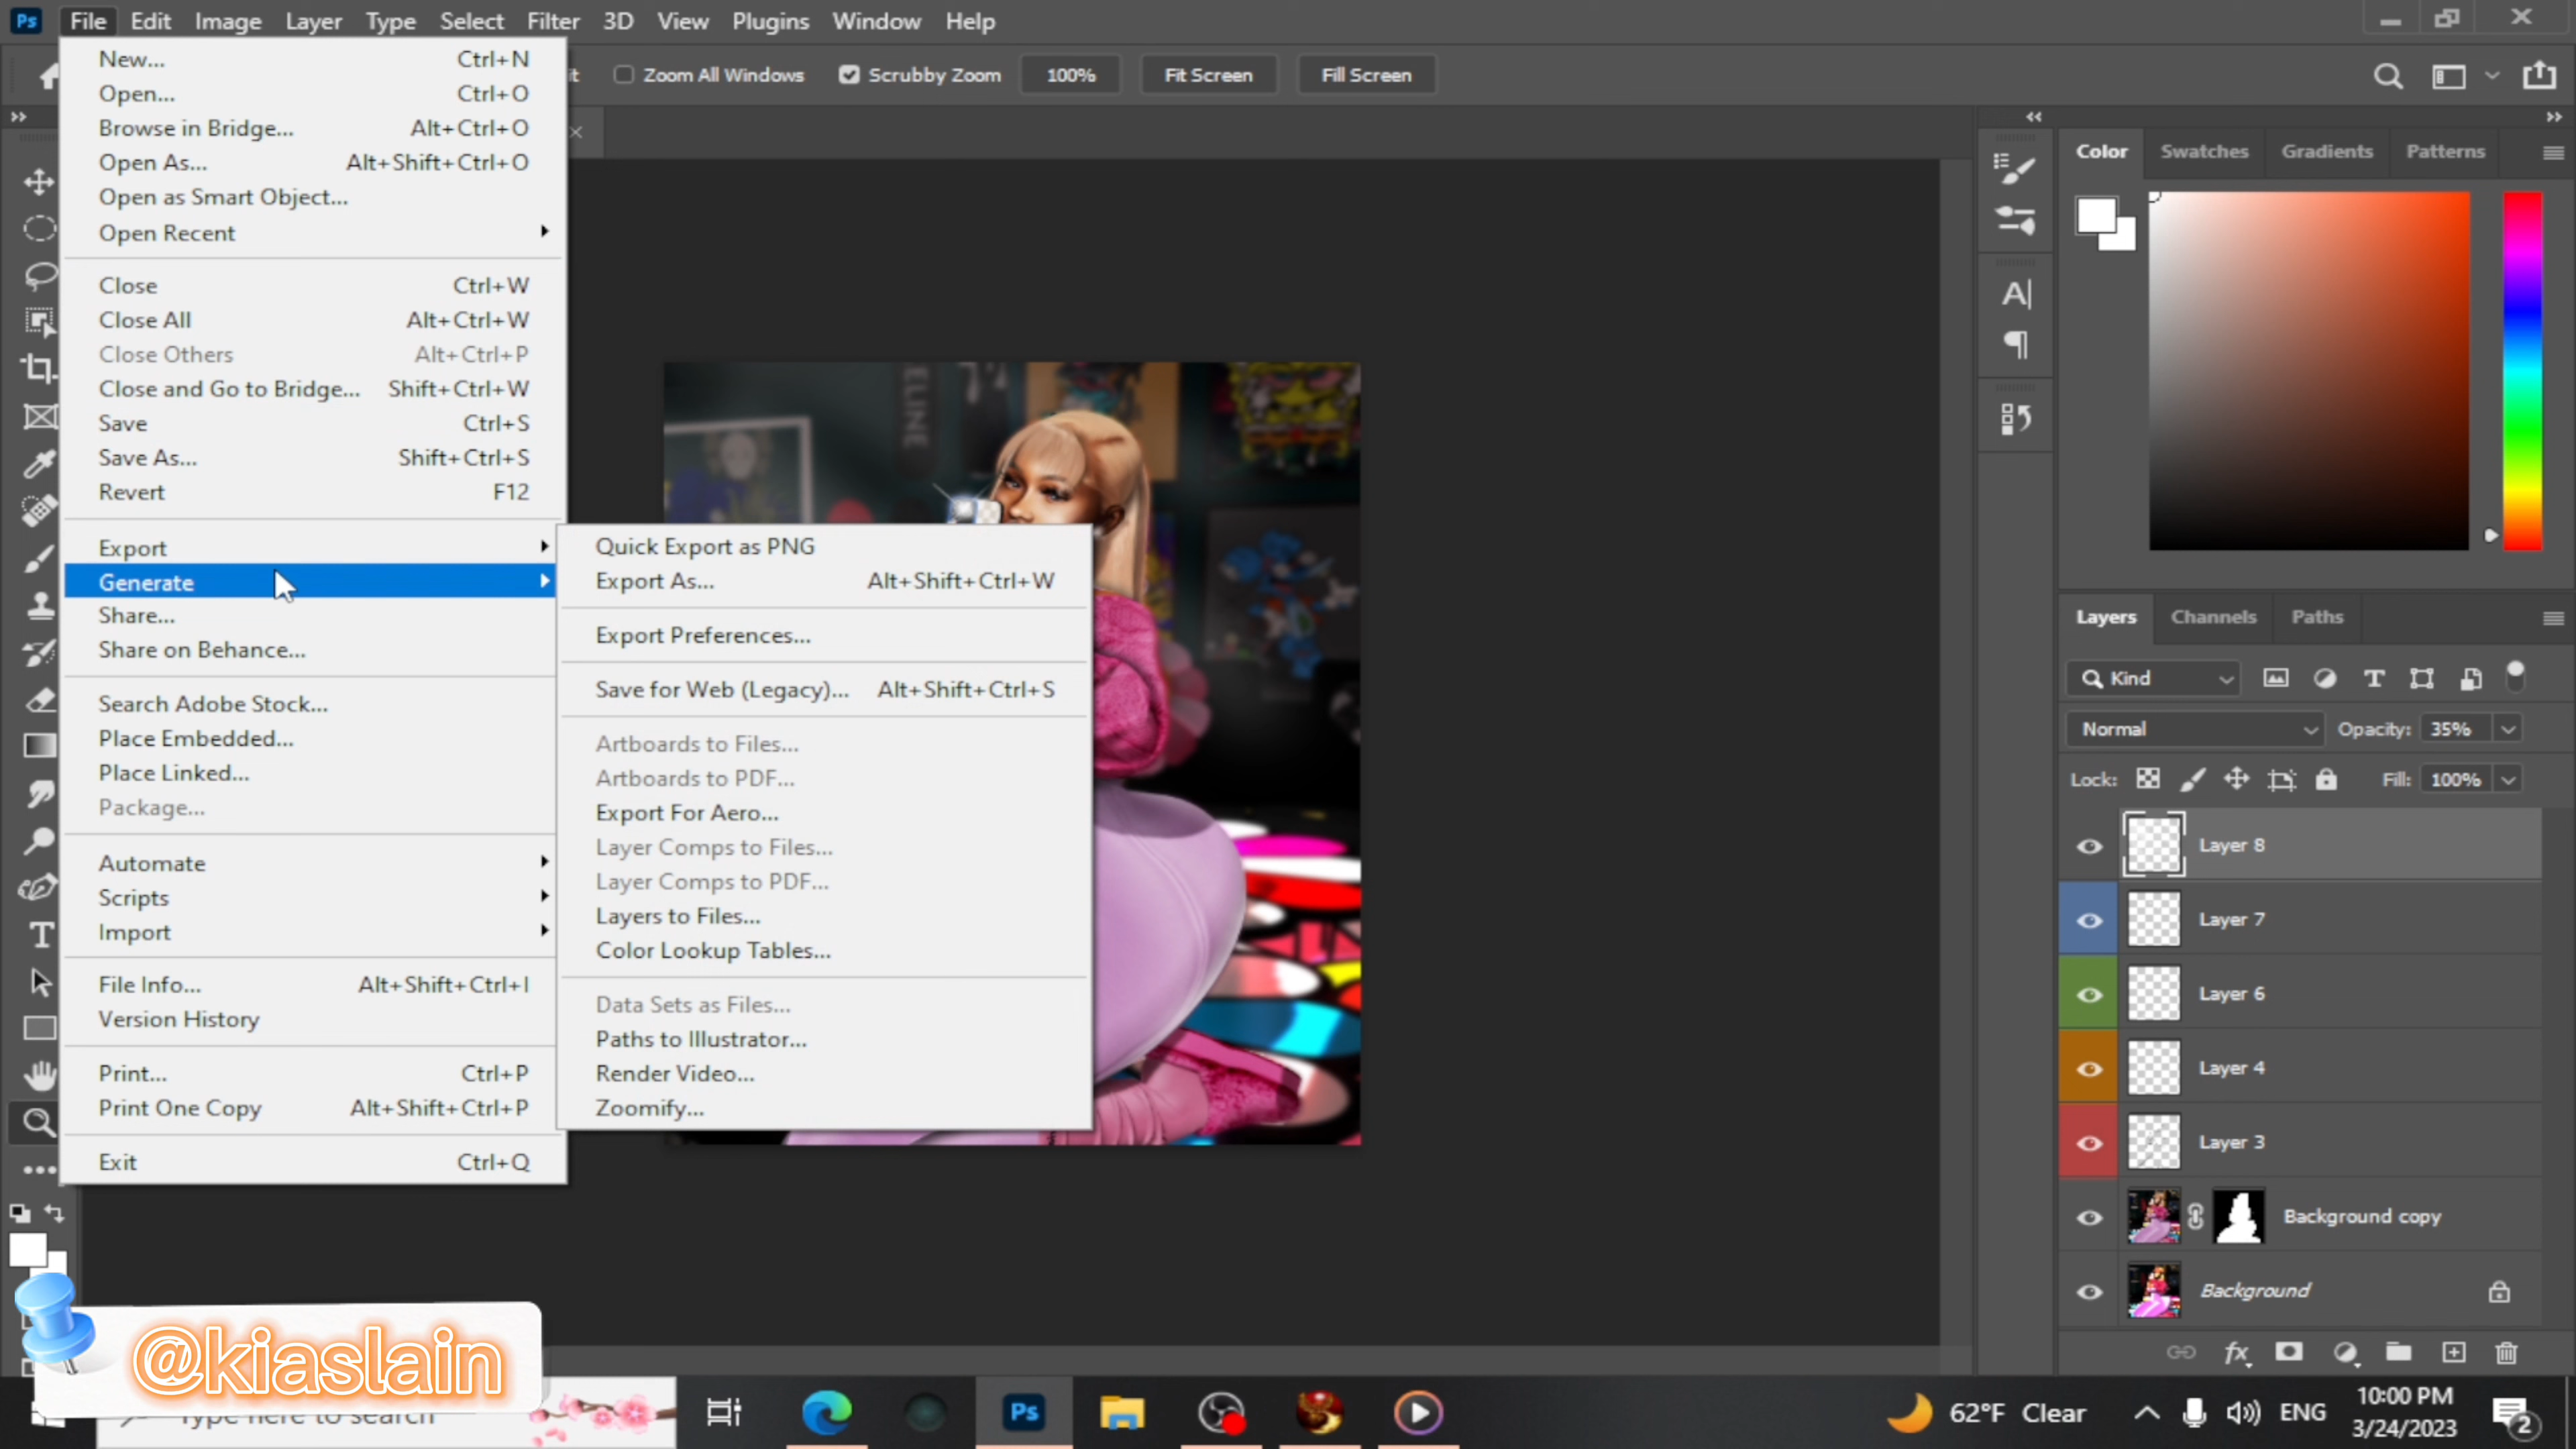 Ps File Edit Image Layer Type Select Filter 3D View Plugins Window Help
Zoom All Windows Scrubby Zoom 100% Fit Screen Fill Screen
New... Ctrl+N
Open... Ctrl+O
Browse in Bridge... Alt+Ctrl+O
Open As... Alt+Shift+Ctrl+O
Open as Smart Object...
Open Recent
Close Ctrl+W
Close All Alt+Ctrl+W
Close Others Alt+Ctrl+P
Close and Go to Bridge... Shift+Ctrl+W
Save Ctrl+S
Save As... Shift+Ctrl+S
Revert F12
Export
Generate
Share...
Share on Behance...
Search Adobe Stock...
Place Embedded...
Place Linked...
Package...
Automate
Scripts
Import
File Info... Alt+Shift+Ctrl+I
Version History
Print... Ctrl+P
Print One Copy Alt+Shift+Ctrl+P
Exit Ctrl+Q
Quick Export as PNG
Export As... Alt+Shift+Ctrl+W
Export Preferences...
Save for Web (Legacy)... Alt+Shift+Ctrl+S
Artboards to Files...
Artboards to PDF...
Export For Aero...
Layer Comps to Files...
Layer Comps to PDF...
Layers to Files...
Color Lookup Tables...
Data Sets as Files...
Paths to Illustrator...
Render Video...
Zoomify...
ELINE
Color Swatches Gradients Patterns
Layers Channels Paths
Kind
Normal Opacity: 35%
Lock: Fill: 100%
Layer 8
Layer 7
Layer 6
Layer 4
Layer 3
Background copy
Background
@kiaslain
Type here to search
Ps
62°F Clear
ENG
10:00 PM
3/24/2023
2